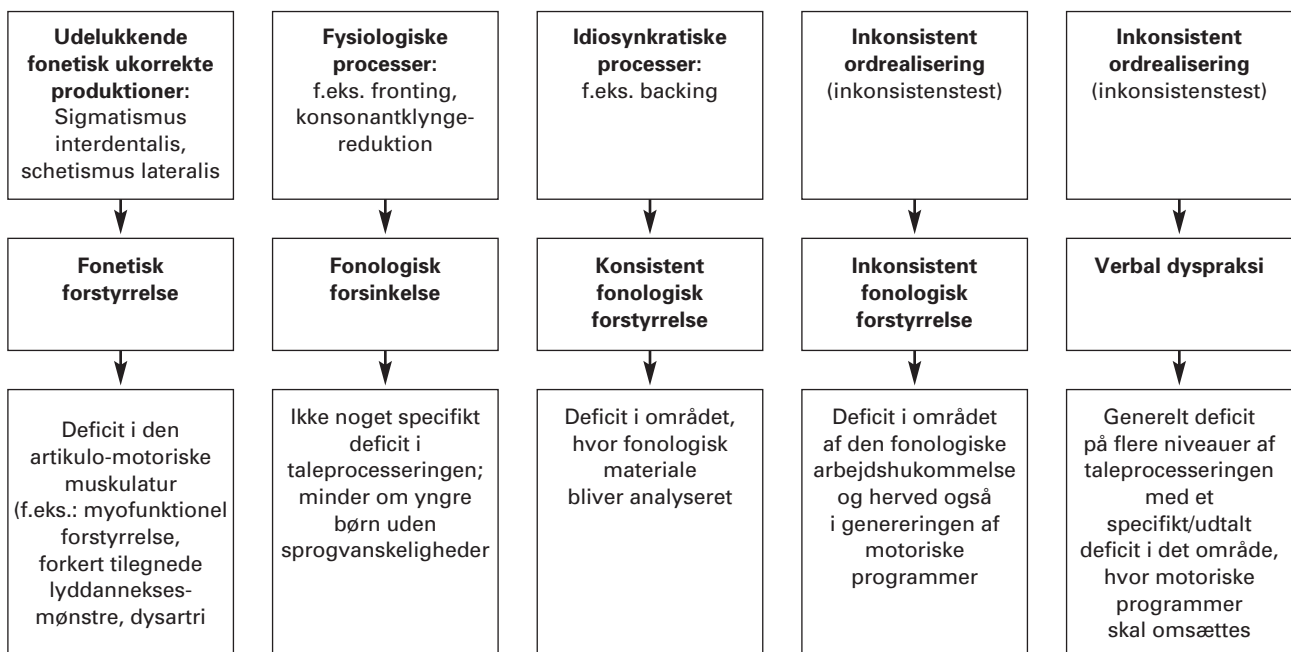 Udelukkende
fonetisk ukorrekte
produktioner:
Sigmatismus
interdentalis,
schetismus lateralis
Fysiologiske
processer:
f.eks. fronting,
konsonantklynge-
reduktion
Idiosynkratiske
processer:
f.eks. backing
Inkonsistent
ordrealisering
(inkonsistenstest)
Inkonsistent
ordrealisering
(inkonsistenstest)
Fonetisk
forstyrrelse
Fonologisk
forsinkelse
Konsistent
fonologisk
forstyrrelse
Inkonsistent
fonologisk
forstyrrelse
Verbal dyspraksi
Deficit i den
artikulo-motoriske
muskulatur
(f.eks.: myofunktionel
forstyrrelse,
forkert tilegnede
lyddannekses-
mønstre, dysartri
Ikke noget specifikt
deficit i
taleprocesseringen;
minder om yngre
børn uden
sprogvanskeligheder
Deficit i området,
hvor fonologisk
materiale
bliver analyseret
Deficit i området
af den fonologiske
arbejdshukommelse
og herved også
i genereringen af
motoriske
programmer
Generelt deficit
på flere niveauer af
taleprocesseringen
med et
specifikt/udtalt
deficit i det område,
hvor motoriske
programmer
skal omsættes